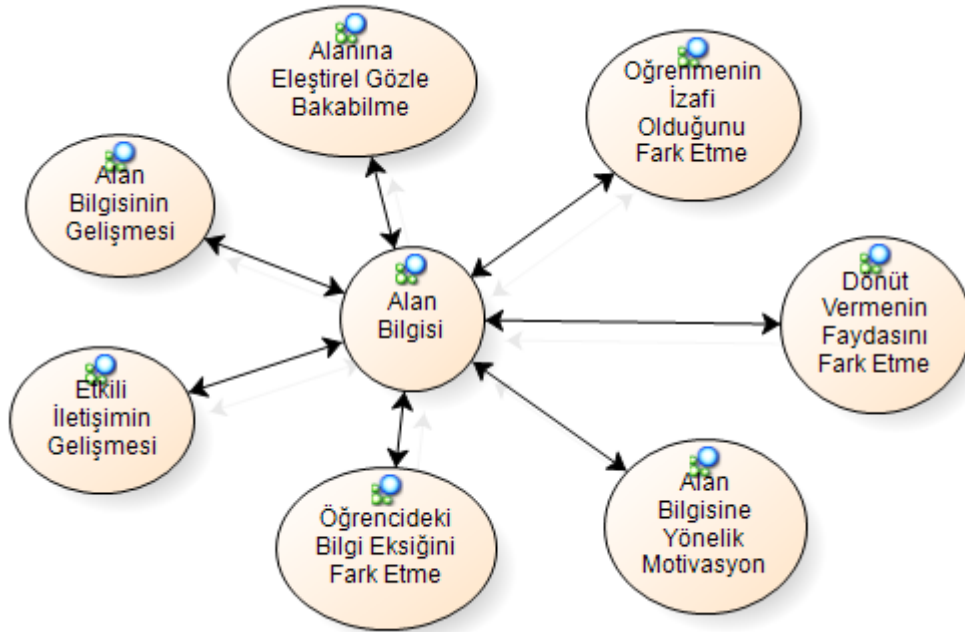 Alanına
Eleştirel Gözle
Bakabilme
Öğrenmenin
İzafi
Olduğunu
Fark Etme
Alan
Bilgisinin
Gelişmesi
Alan
Bilgisi
Dönüt
Vermenin
Faydasını
Fark Etme
Etkili
İletişimin
Gelişmesi
Öğrencideki
Bilgi Eksiğini
Fark Etme
Alan
Bilgisine
Yönelik
Motivasyon